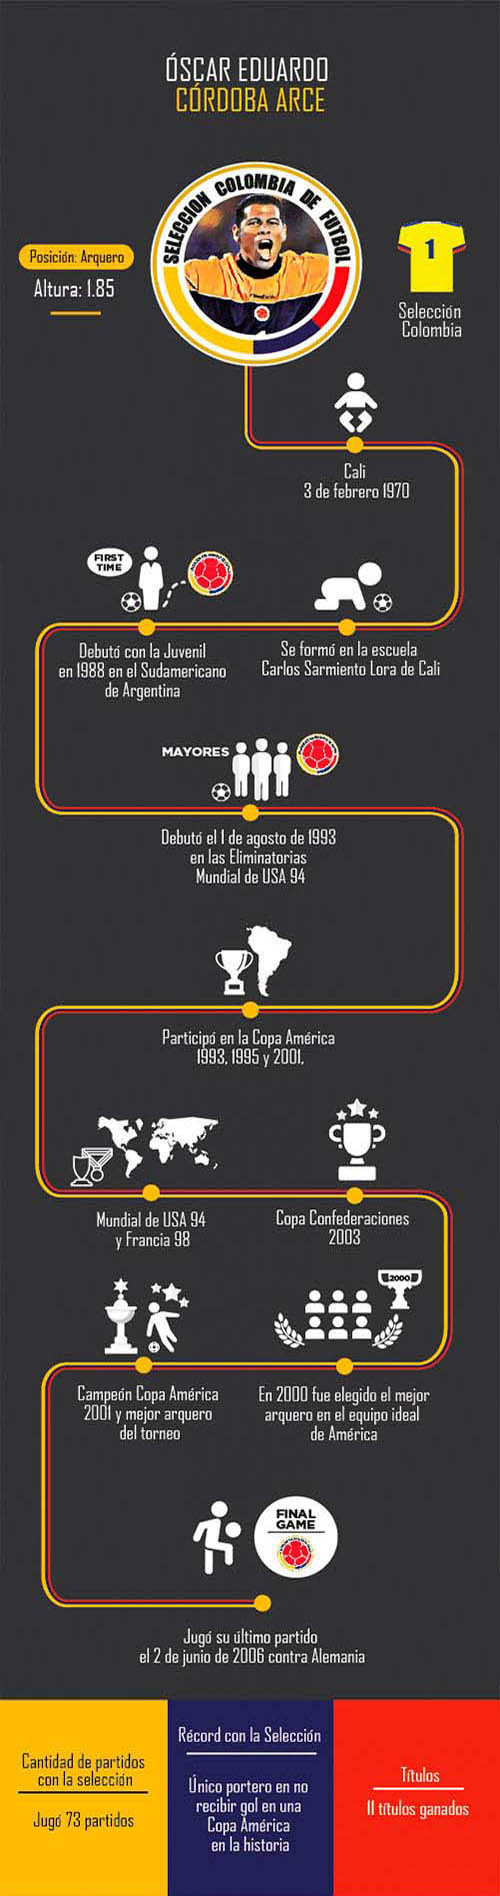 ÓSCAR EDUARDO
CÓRDOBA ARCE
SELECCION COLOMBIA DE FUTBOL
Posición: Arquero
Altura: 1.85
1
Selección
Colombia
Cali
3 de febrero 1970
FIRST
TIME
Debutó con la Juvenil
en 1988 en el Sudamericano
de Argentina
Se formó en la escuela
Carlos Sarmiento Lora de Cali
MAYORES
Debutó el 1 de agosto de 1993
en las Eliminatorias
Mundial de USA 94
Participó en la Copa América
1993, 1995 y 2001.
Mundial de USA 94
y Francia 98
Copa Confederaciones
2003
2000
Campeón Copa América
2001 y mejor arquero
del torneo
En 2000 fue elegido el mejor
arquero en el equipo ideal
de América
FINAL
GAME
Jugó su último partido
el 2 de junio de 2006 contra Alemania
Cantidad de partidos
con la selección
Jugó 73 partidos
Récord con la Selección
Único portero en no
recibir gol en una
Copa América
en la historia
Títulos
11 títulos ganados